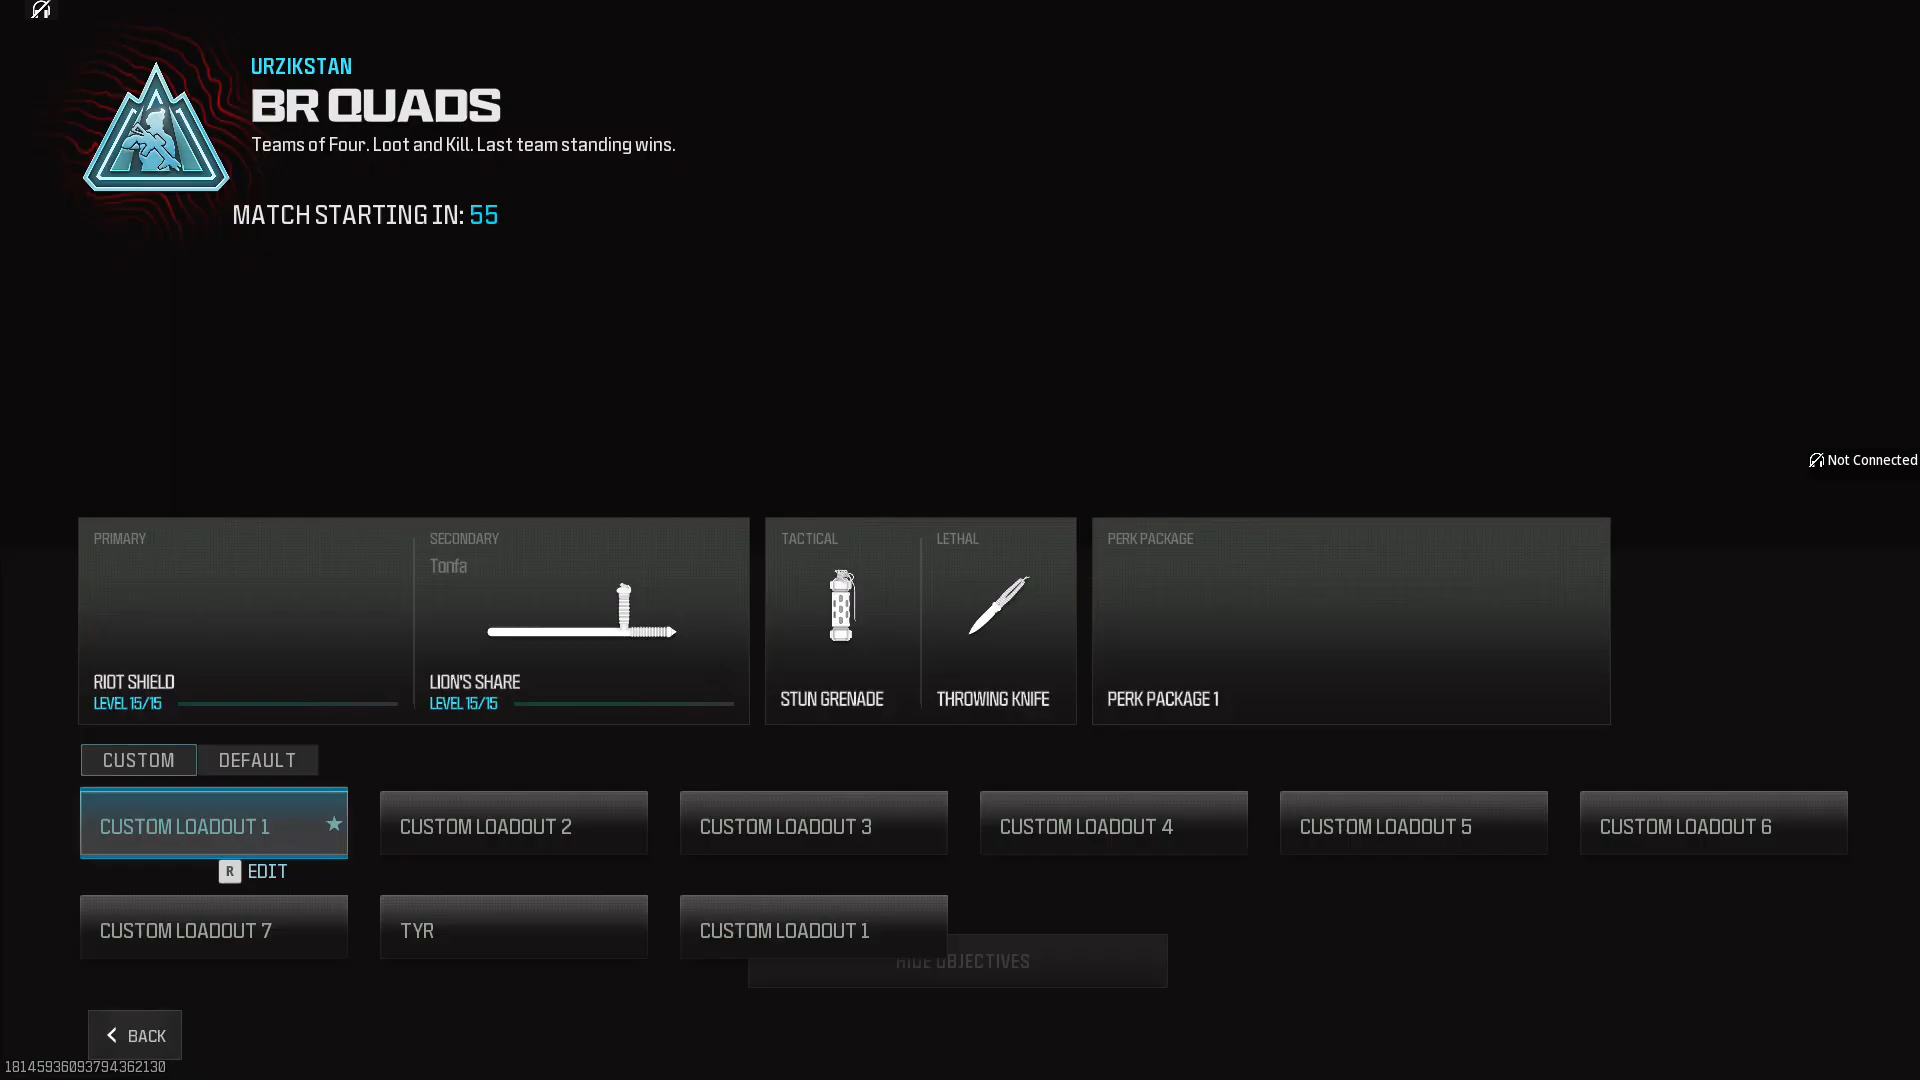 URZIKSTAN
BR QUADS
Teams of Four. Loot and Kill. Last team standing wins.
MATCH STARTING IN: 55
Not Connected
PRIMARY
RIOT SHIELD
LEVEL 15/15
SECONDARY
Tonfa
LION'S SHARE
LEVEL 15/15
TACTICAL
STUN GRENADE
LETHAL
THROWING KNIFE
PERK PACKAGE
PERK PACKAGE 1
CUSTOM
DEFAULT
CUSTOM LOADOUT 1
CUSTOM LOADOUT 2
CUSTOM LOADOUT 3
CUSTOM LOADOUT 4
CUSTOM LOADOUT 5
CUSTOM LOADOUT 6
R EDIT
CUSTOM LOADOUT 7
TYR
CUSTOM LOADOUT 1
HIDE OBJECTIVES
BACK
18145936093794362130